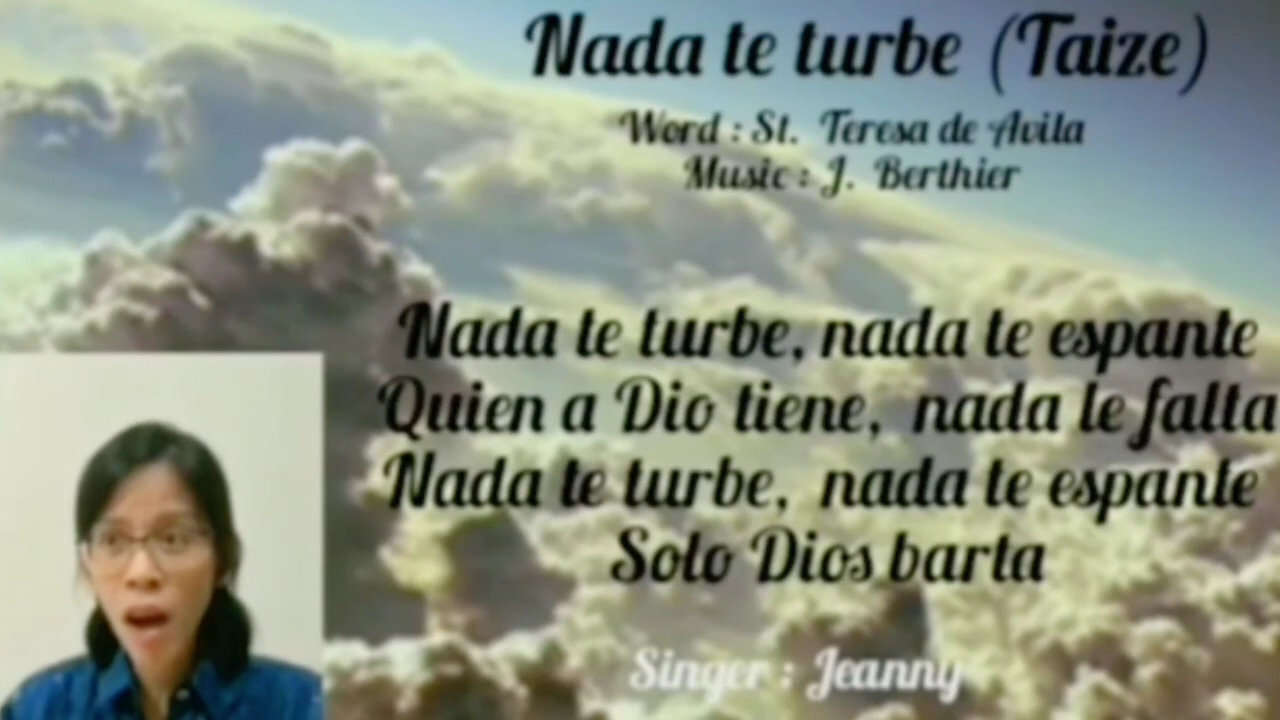 Nada te turbe (Taize)
Word : St. Teresa de Avila
Music : J. Berthier
Nada te turbe, nada te espante
Quien a Dio tiene, nada le falta
Nada te turbe, nada te espante
Solo Dios barta
Singer : Jeanny